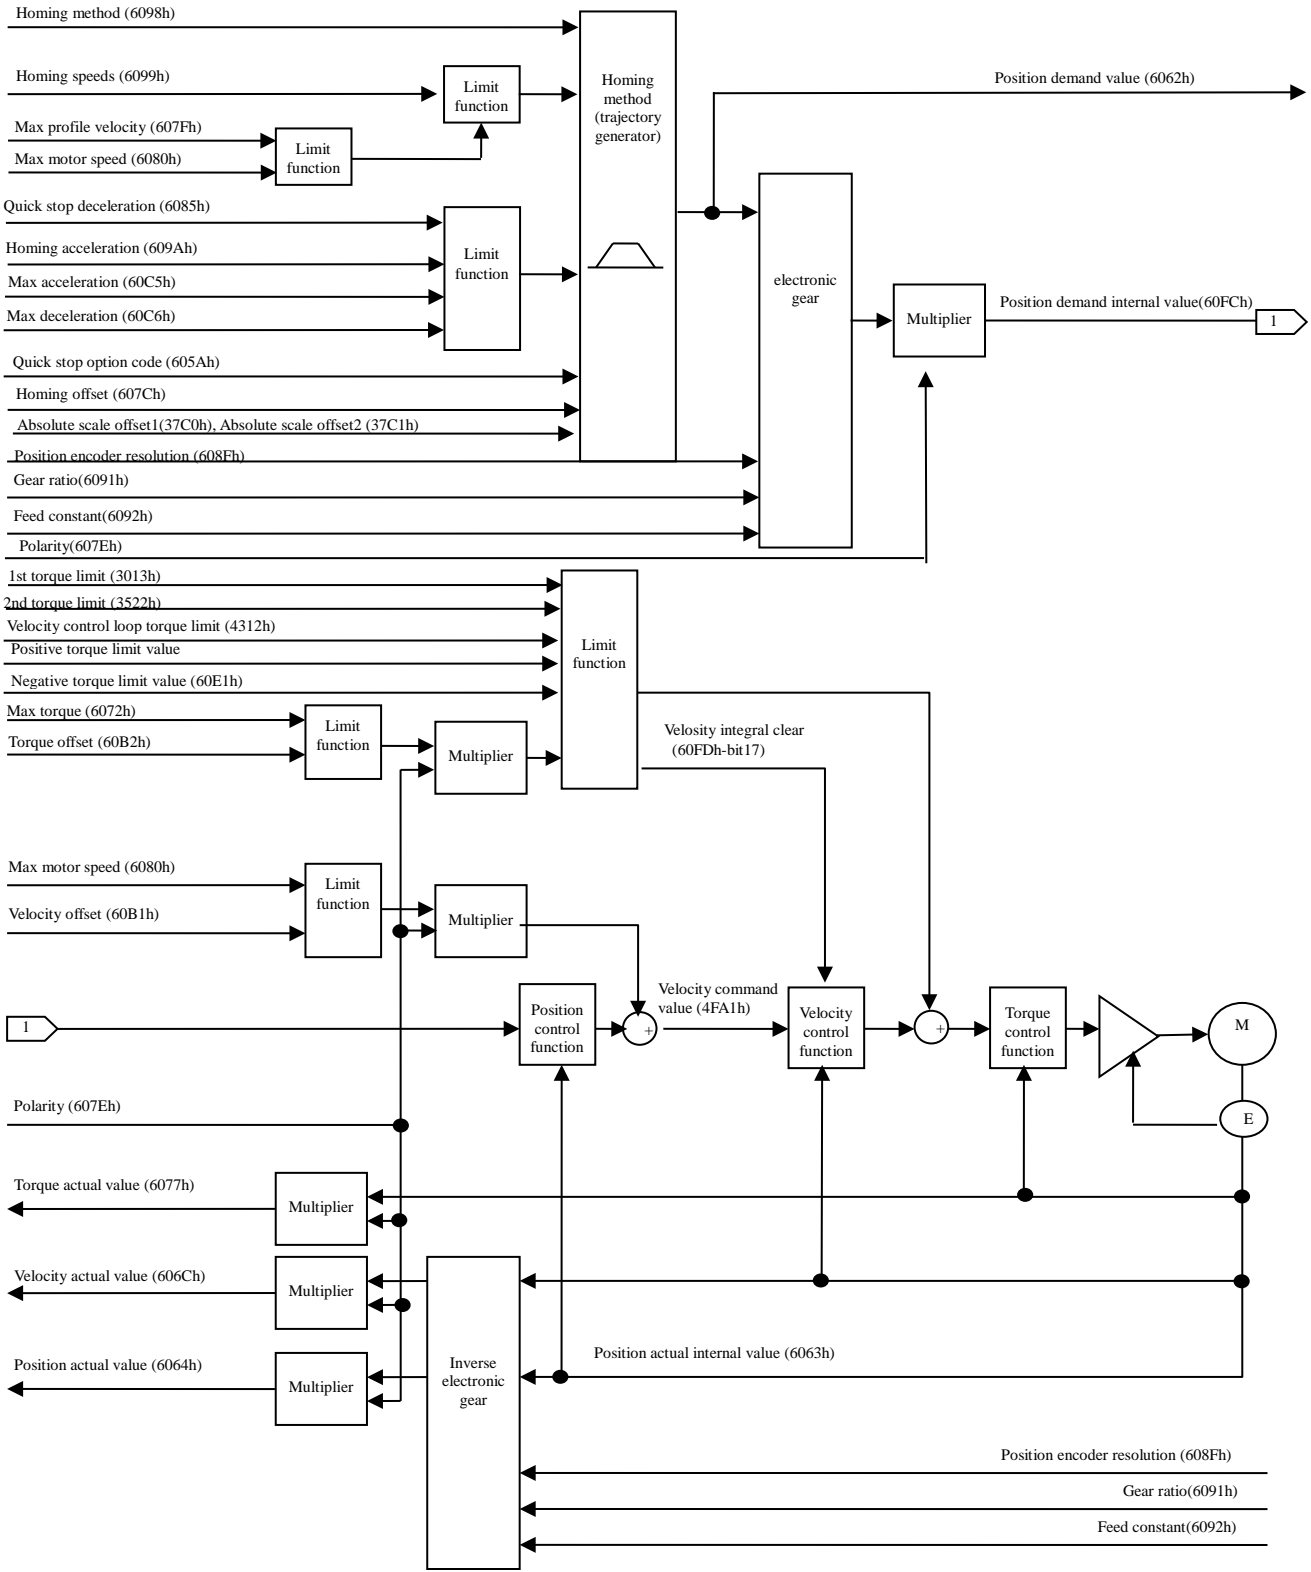 Homing method (6098h)
Homing speeds (6099h)
Limit
function
Max profile velocity (607Fh)
Max motor speed (6080h)
Limit
function
Homing
method
(trajectory
generator)
Position demand value (6062h)
Quick stop deceleration (6085h)
Homing acceleration (609Ah)
Max acceleration (60C5h)
Max deceleration (60C6h)
Limit
function
electronic
gear
Multiplier
Position demand internal value(60FCh)
1
Quick stop option code (605Ah)
Homing offset (607Ch)
Absolute scale offset1(37C0h), Absolute scale offset2 (37C1h)
Position encoder resolution (608Fh)
Gear ratio(6091h)
Feed constant(6092h)
Polarity(607Eh)
1st torque limit (3013h)
2nd torque limit (3522h)
Velocity control loop torque limit (4312h)
Positive torque limit value
Negative torque limit value (60E1h)
Limit
function
Max torque (6072h)
Torque offset (60B2h)
Limit
function
Multiplier
Velosity integral clear
(60FDh-bit17)
Max motor speed (6080h)
Velocity offset (60B1h)
Limit
function
Multiplier
1
Position
control
function
+
Velocity command
value (4FA1h)
Velocity
control
function
+
Torque
control
function
M
E
Polarity (607Eh)
Torque actual value (6077h)
Multiplier
Velocity actual value (606Ch)
Multiplier
Position actual value (6064h)
Multiplier
Inverse
electronic
gear
Position actual internal value (6063h)
Position encoder resolution (608Fh)
Gear ratio(6091h)
Feed constant(6092h)